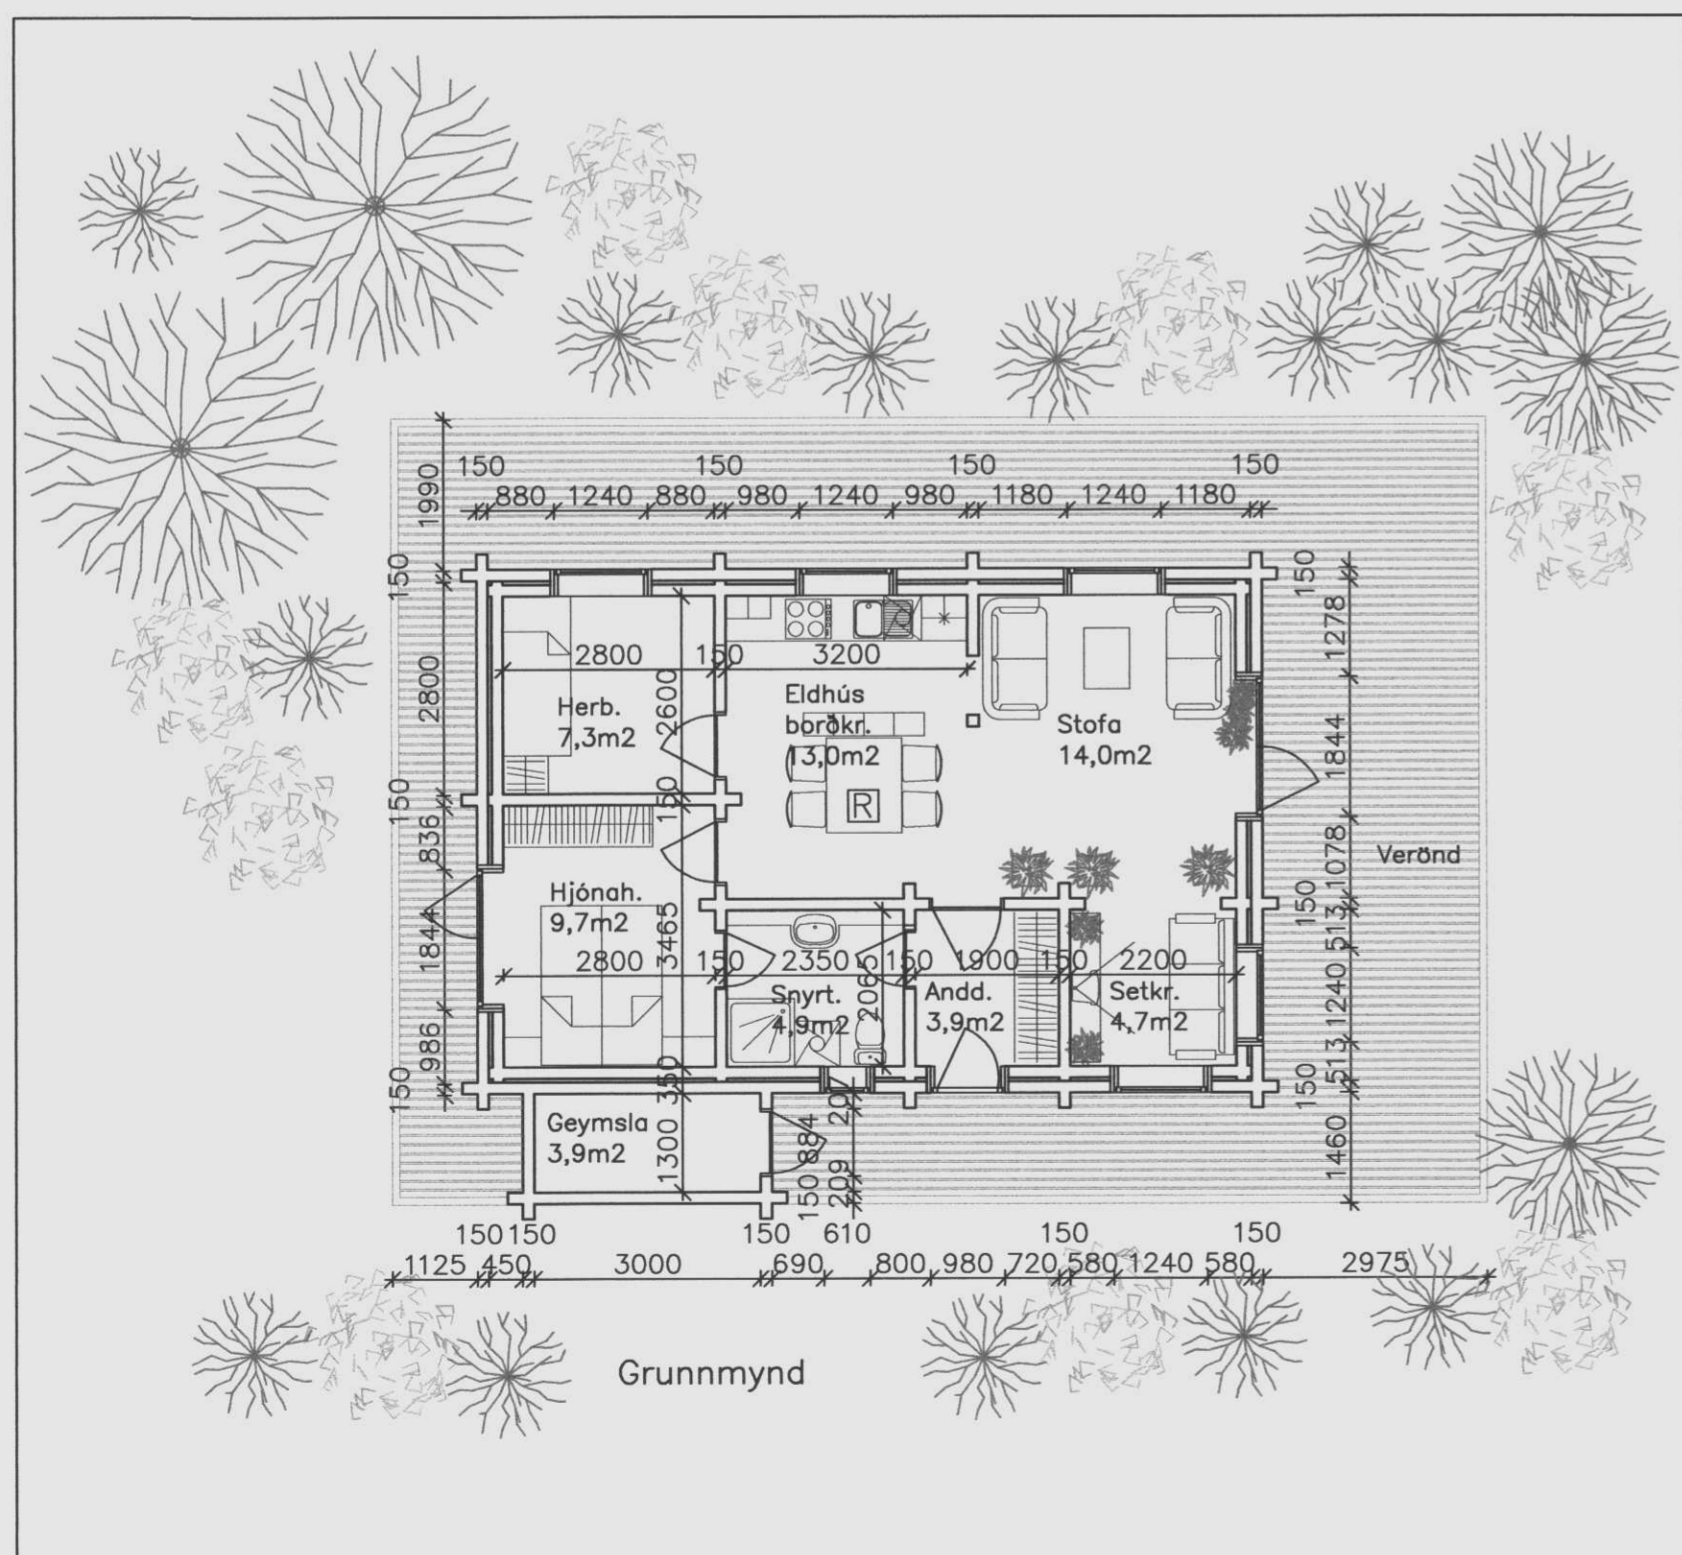 150 150 150 150
880 1240 880 980 1240 980 1180 1240 1180
1990
150
2800
150
836
1844
986
150
150
1278
1844
1078
150
513
1240
513
150
1460
2800 150 3200
2600
Herb.
7,3m2
Eldhús
borðkr.
13,0m2
Stofa
14,0m2
R
150
Verönd
Hjónah.
9,7m2
3465
2800 150 2350 150 1900 150 2200
2065
Snyrt.
4,9m2
Andd.
3,9m2
Setkr.
4,7m2
350
Geymsla
3,9m2
1300
207
884
209
150
150 150 150 610 150 150
1125 450 3000 690 800 980 720 580 1240 580 2975
Grunnmynd